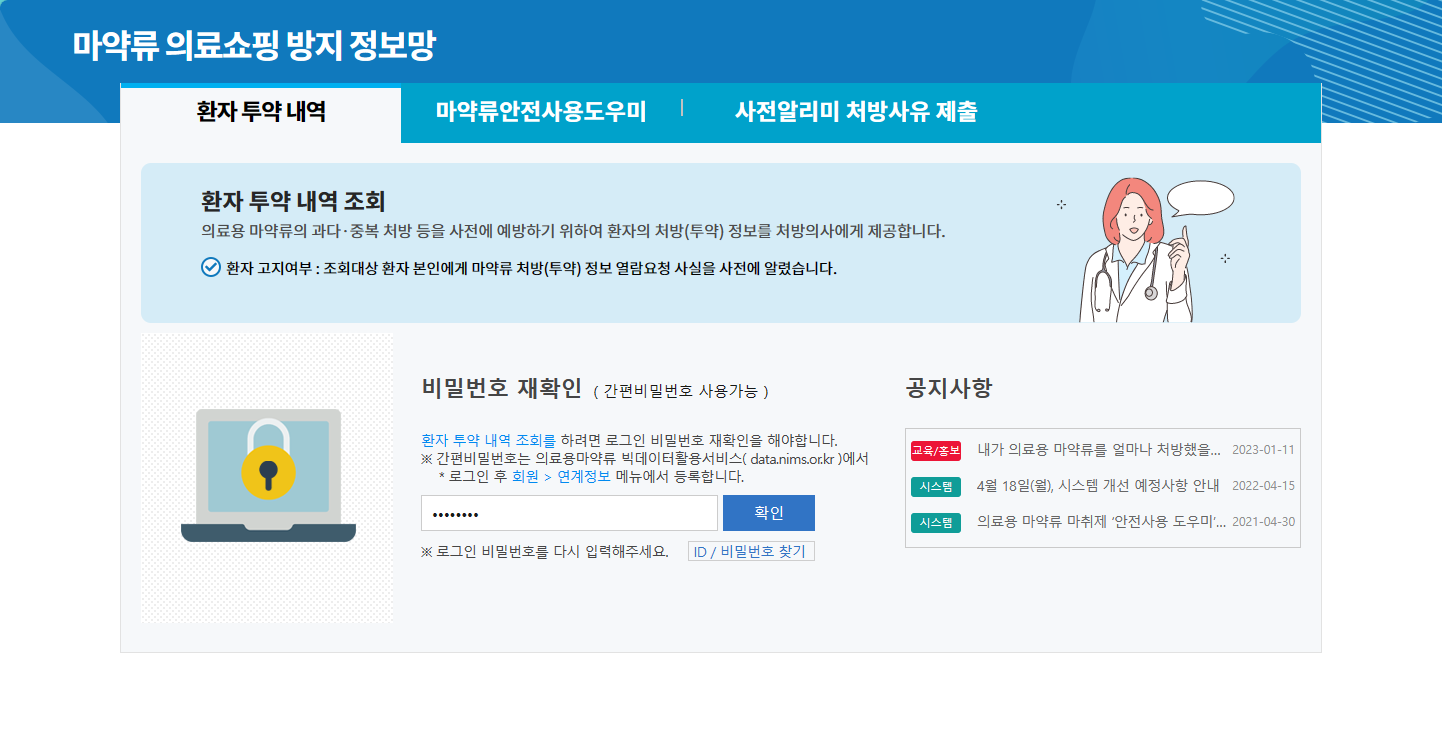 마약류 의료쇼핑 방지 정보망
환자 투약 내역
마약류안전사용도우미
사전알리미 처방사유 제출
환자 투약 내역 조회
의료용 마약류의 과다·중복 처방 등을 사전에 예방하기 위하여 환자의 처방(투약) 정보를 처방의사에게 제공합니다.
환자 고지여부 : 조회대상 환자 본인에게 마약류 처방(투약) 정보 열람요청 사실을 사전에 알렸습니다.
비밀번호 재확인 ( 간편비밀번호 사용가능 )
환자 투약 내역 조회를 하려면 로그인 비밀번호 재확인을 해야합니다.
※ 간편비밀번호는 의료용마약류 빅데이터활용서비스( data.nims.or.kr )에서
* 로그인 후 회원 > 연계정보 메뉴에서 등록합니다.
••••••••
확인
※ 로그인 비밀번호를 다시 입력해주세요.
ID / 비밀번호 찾기
공지사항
교육/홍보 내가 의료용 마약류를 얼마나 처방했을... 2023-01-11
시스템 4월 18일(월), 시스템 개선 예정사항 안내 2022-04-15
시스템 의료용 마약류 마취제 '안전사용 도우미'... 2021-04-30